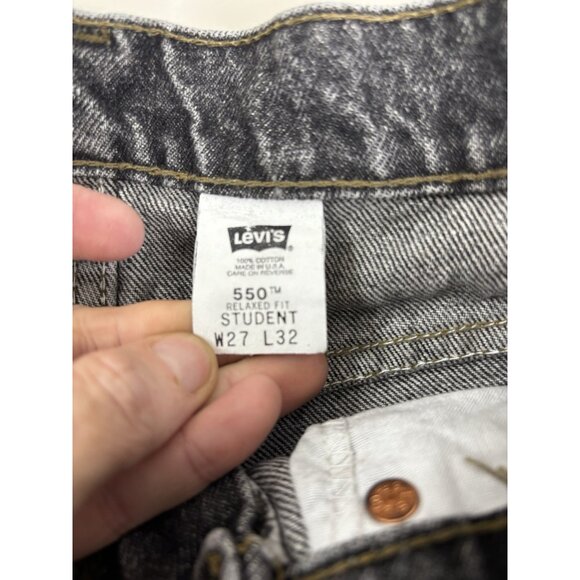 Levi's
100% COTTON
MADE IN U.S.A.
CARE ON REVERSE
550™
RELAXED FIT
STUDENT
W27 L32